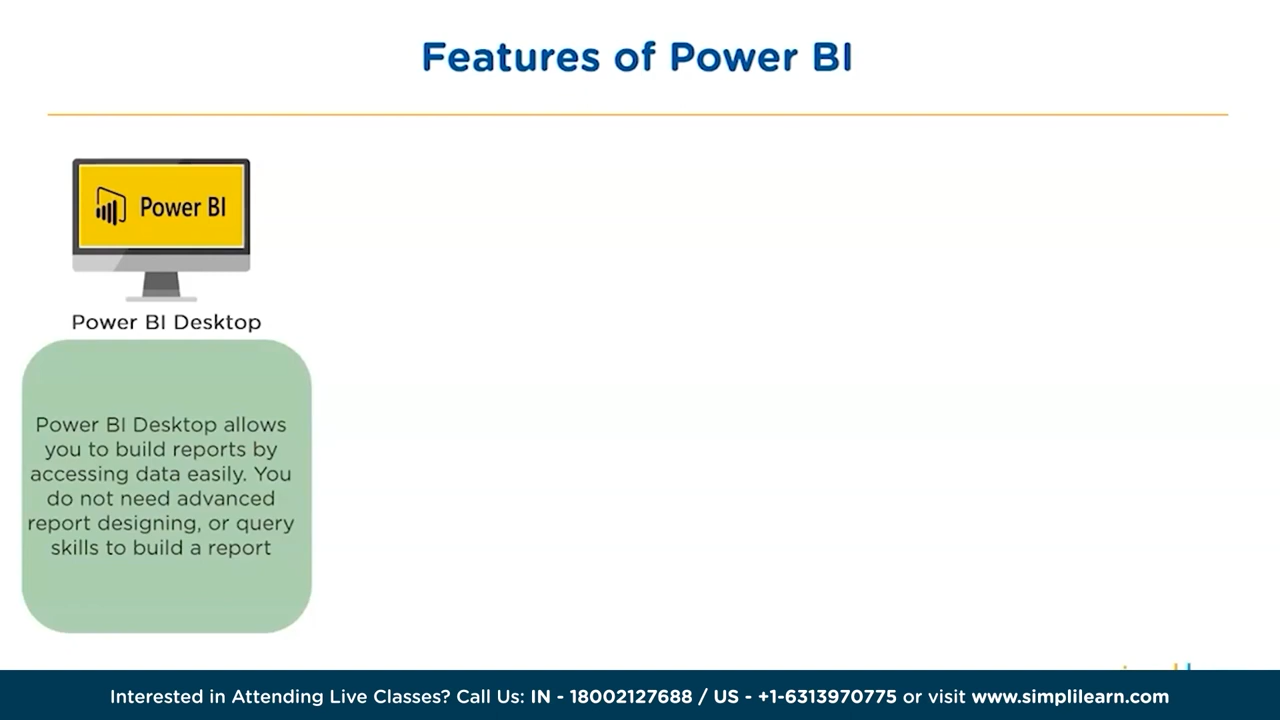 Features of Power BI
Power BI
Power BI Desktop
Power BI Desktop allows
you to build reports by
accessing data easily. You
do not need advanced
report designing, or query
skills to build a report
Interested in Attending Live Classes? Call Us: IN - 18002127688 / US - +1-6313970775 or visit www.simplilearn.com